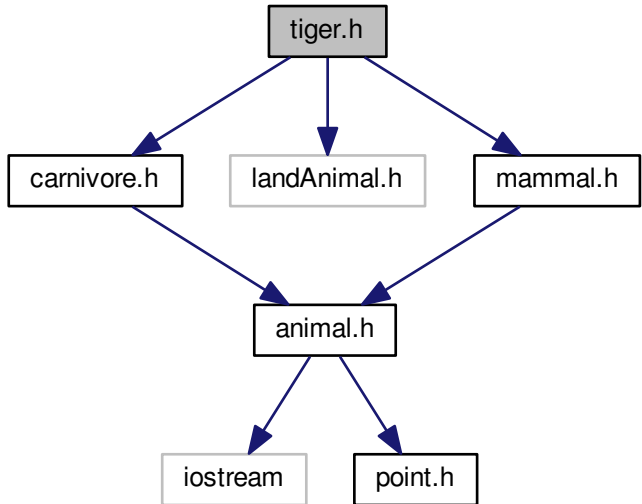 tiger.h
carnivore.h
landAnimal.h
mammal.h
animal.h
iostream
point.h